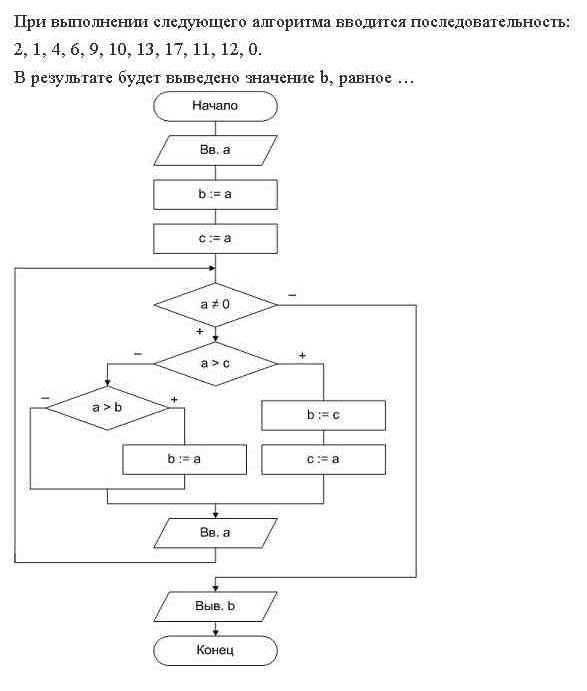 При выполнении следующего алгоритма вводится последовательность:
2, 1, 4, 6, 9, 10, 13, 17, 11, 12, 0.
В результате будет выведено значение b, равное …
Начало
Вв. a
b := a
c := a
a ≠ 0
–
+
a > c
–
+
a > b
–
+
b := c
b := a
c := a
Вв. a
Выв. b
Конец